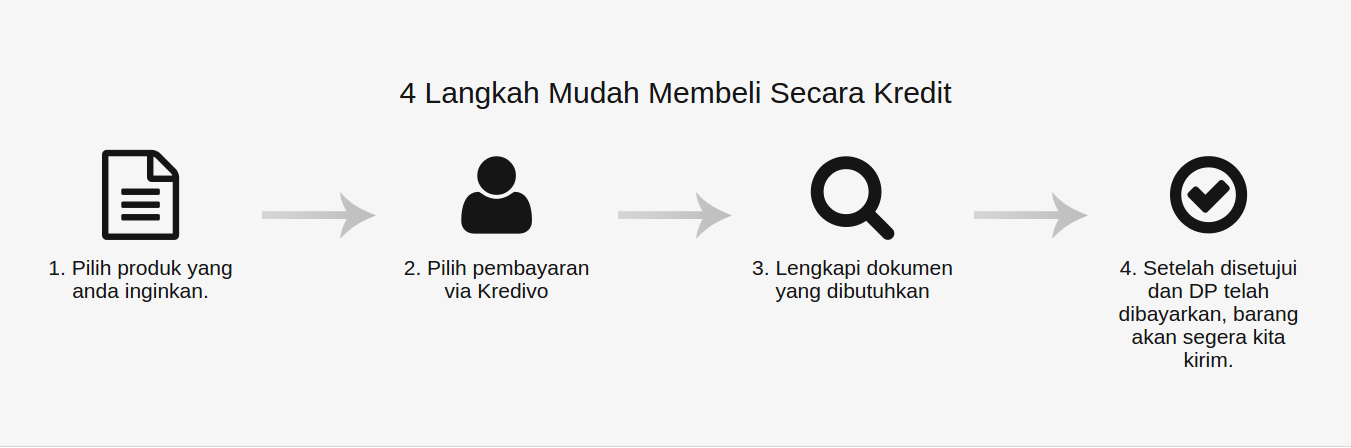 4 Langkah Mudah Membeli Secara Kredit
1. Pilih produk yang
anda inginkan.
2. Pilih pembayaran
via Kredivo
3. Lengkapi dokumen
yang dibutuhkan
4. Setelah disetujui
dan DP telah
dibayarkan, barang
akan segera kita
kirim.